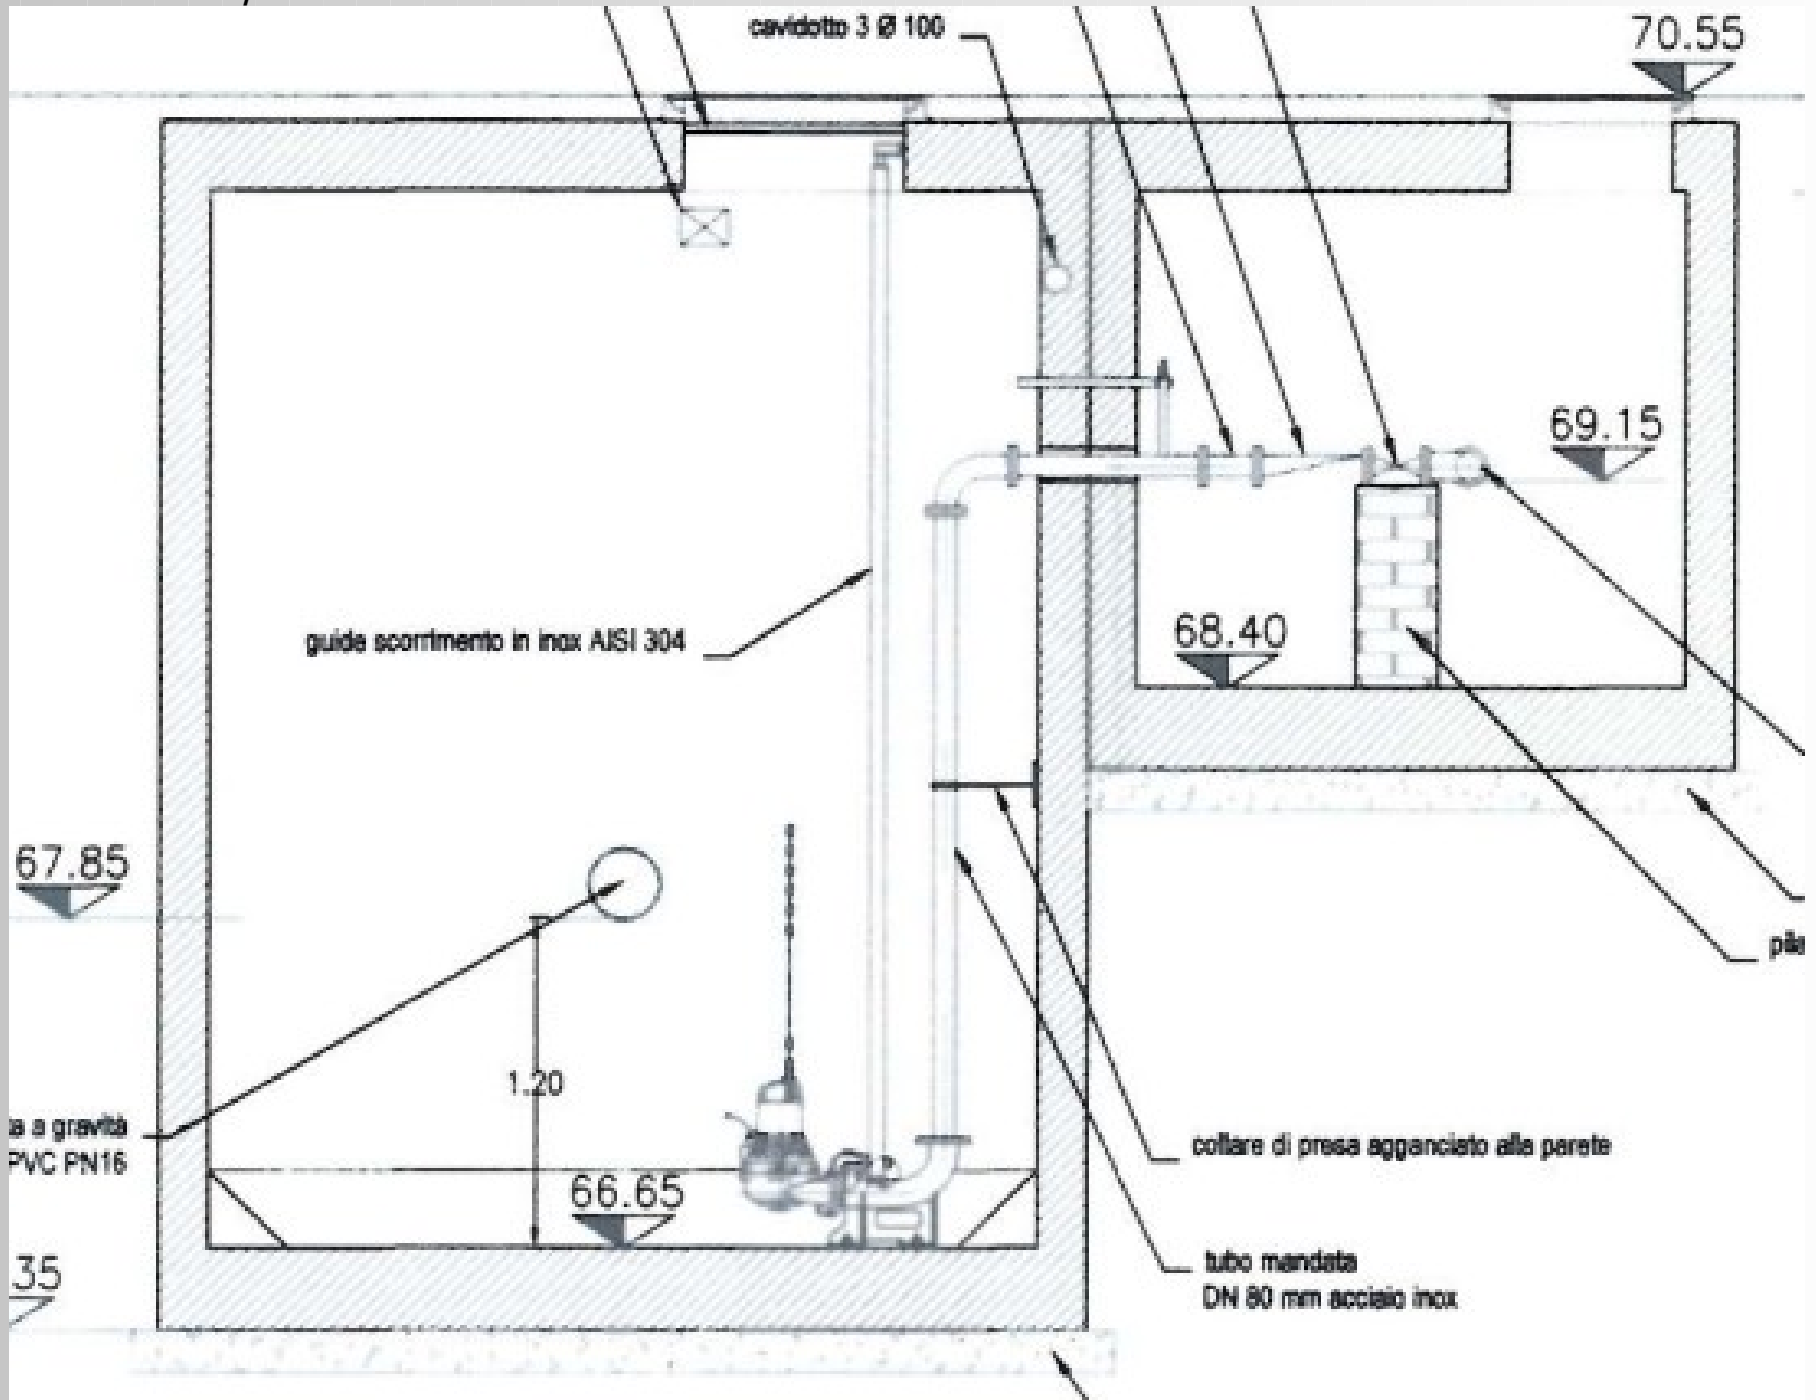 cavidotto 3 Ø 100
70.55
69.15
guide scorrimento in inox AISI 304
68.40
67.85
1.20
a gravità
PVC PN16
66.65
collare di presa agganciato alla parete
tubo mandata
DN 80 mm acciaio inox
.35